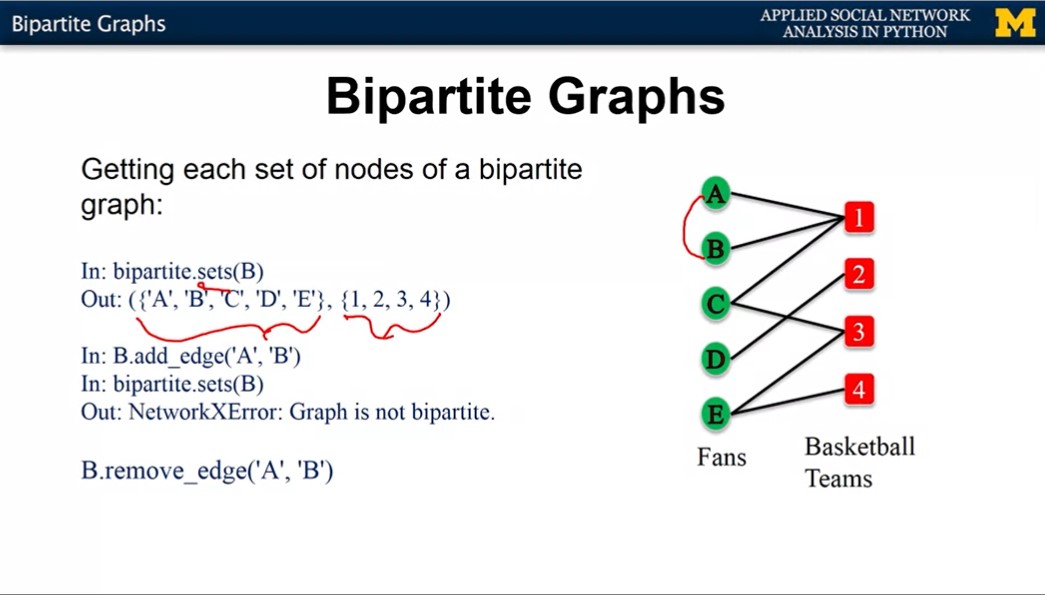 Bipartite Graphs
APPLIED SOCIAL NETWORK
ANALYSIS IN PYTHON
M
Bipartite Graphs
Getting each set of nodes of a bipartite
graph:
In: bipartite.sets(B)
Out: ({'A', 'B', 'C', 'D', 'E'}, {1, 2, 3, 4})
In: B.add_edge('A', 'B')
In: bipartite.sets(B)
Out: NetworkXError: Graph is not bipartite.
B.remove_edge('A', 'B')
A
1
B
2
C
3
D
4
E
Fans
Basketball
Teams